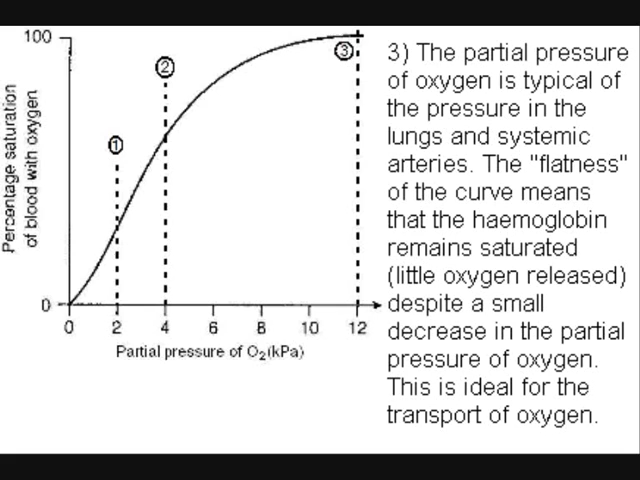 100
Percentage saturation
of blood with oxygen
0
1
2
3
0 2 4 6 8 10 12
Partial pressure of O2(kPa)
3) The partial pressure
of oxygen is typical of
the pressure in the
lungs and systemic
arteries. The "flatness"
of the curve means
that the haemoglobin
remains saturated
(little oxygen released)
despite a small
decrease in the partial
pressure of oxygen.
This is ideal for the
transport of oxygen.